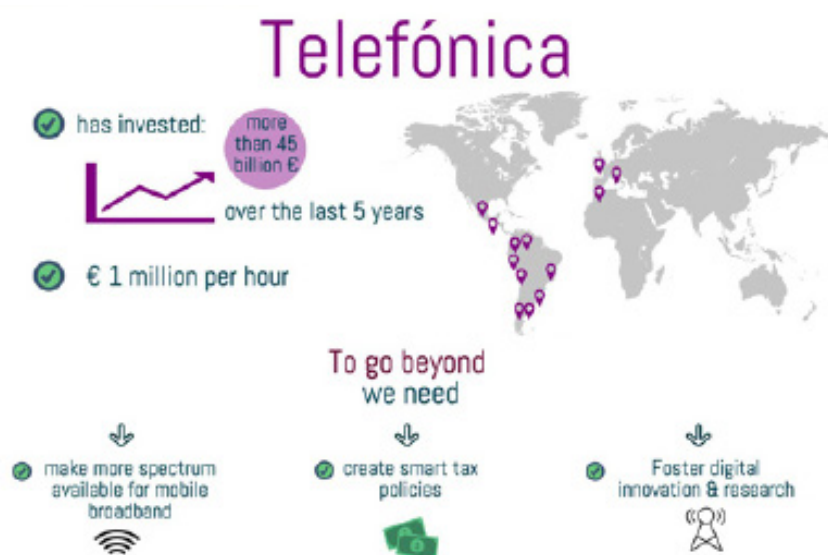 Telefónica
has invested:
more
than 45
billion €
over the last 5 years
€ 1 million per hour
To go beyond
we need
make more spectrum
available for mobile
broadband
create smart tax
policies
Foster digital
innovation & research